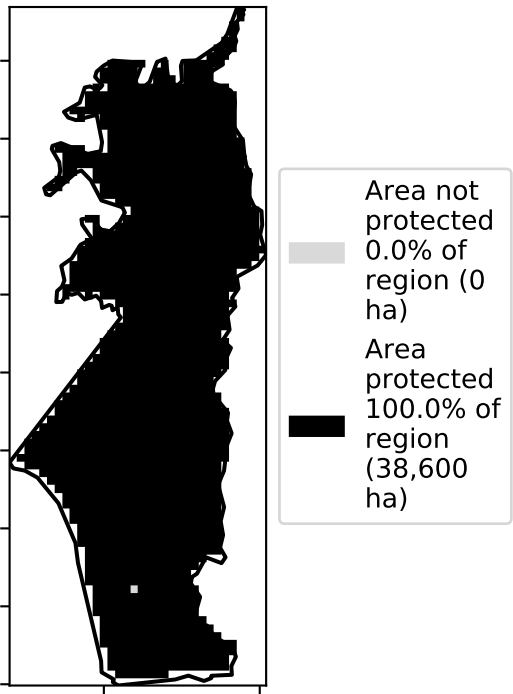 Area not
protected
0.0% of
region (0
ha)
Area
protected
100.0% of
region
(38,600
ha)